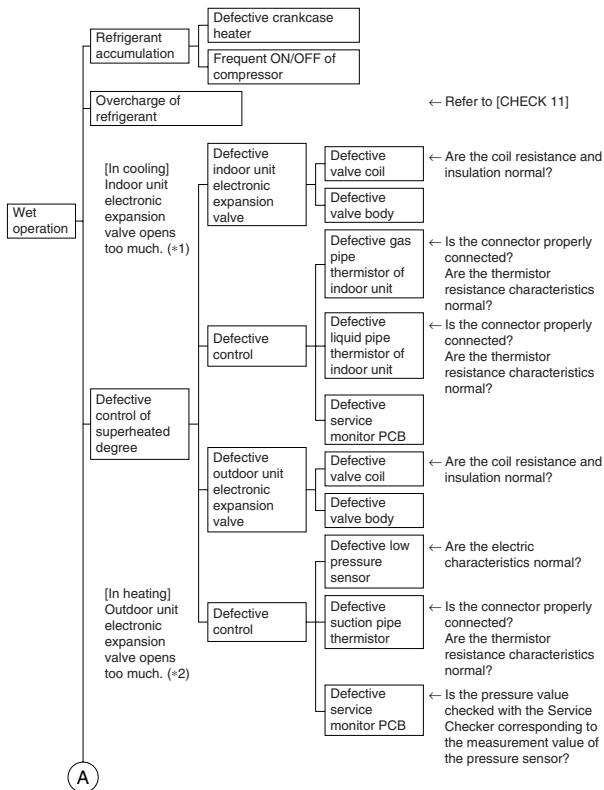 Refrigerant
accumulation
Defective crankcase
heater
Frequent ON/OFF of
compressor
Overcharge of
refrigerant
← Refer to [CHECK 11]
Wet
operation
[In cooling]
Indoor unit
electronic
expansion
valve opens
too much. (*1)
Defective
indoor unit
electronic
expansion
valve
Defective
valve coil
← Are the coil resistance and
insulation normal?
Defective
valve body
Defective
control
Defective gas
pipe
thermistor of
indoor unit
← Is the connector properly
connected?
Are the thermistor
resistance characteristics
normal?
Defective
liquid pipe
thermistor of
indoor unit
← Is the connector properly
connected?
Are the thermistor
resistance characteristics
normal?
Defective
service
monitor PCB
Defective
control of
superheated
degree
Defective
outdoor unit
electronic
expansion
valve
Defective
valve coil
← Are the coil resistance and
insulation normal?
Defective
valve body
[In heating]
Outdoor unit
electronic
expansion
valve opens
too much. (*2)
Defective
control
Defective low
pressure
sensor
← Are the electric
characteristics normal?
Defective
suction pipe
thermistor
← Is the connector properly
connected?
Are the thermistor
resistance characteristics
normal?
Defective
service
monitor PCB
← Is the pressure value
checked with the Service
Checker corresponding to
the measurement value of
the pressure sensor?
A